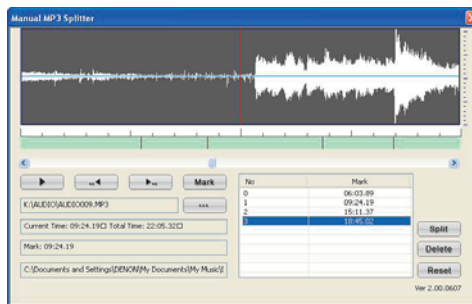 Manual MP3 Splitter
Mark
No Mark
0 06:03.89
1 09:24.19
2 15:11.37
3 18:45.02
K:\AUDIO\AUDIO009.MP3
...
Current Time: 09:24.19□ Total Time: 22:05.32□
Mark: 09:24.19
C:\Documents and Settings\DENON\My Documents\My Music\
Split
Delete
Reset
Ver 2.00.0607